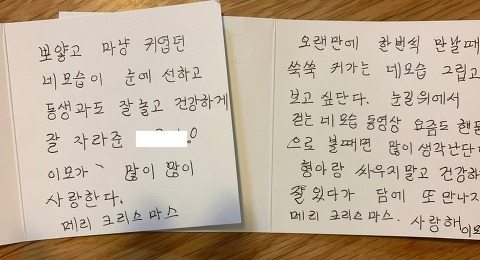 뽀얗고 마냥 귀엽던
네모습이 눈에 선하고
동생과도 잘 놀고 건강하게
잘 자라준
이모가 많이 많이
사랑한다.
메리 크리스마스
오랜만에 한번씩 만날때
쑥쑥 커가는 네모습 그립고
보고 싶단다. 눈길위에서
걷는 네모습 동영상 요즘도 핸폰
으로 볼때면 많이 생각난단다
형아랑 싸우지말고 건강하
잘 있다가 담에 또 만나자
메리 크리스마스. 사랑해 이모